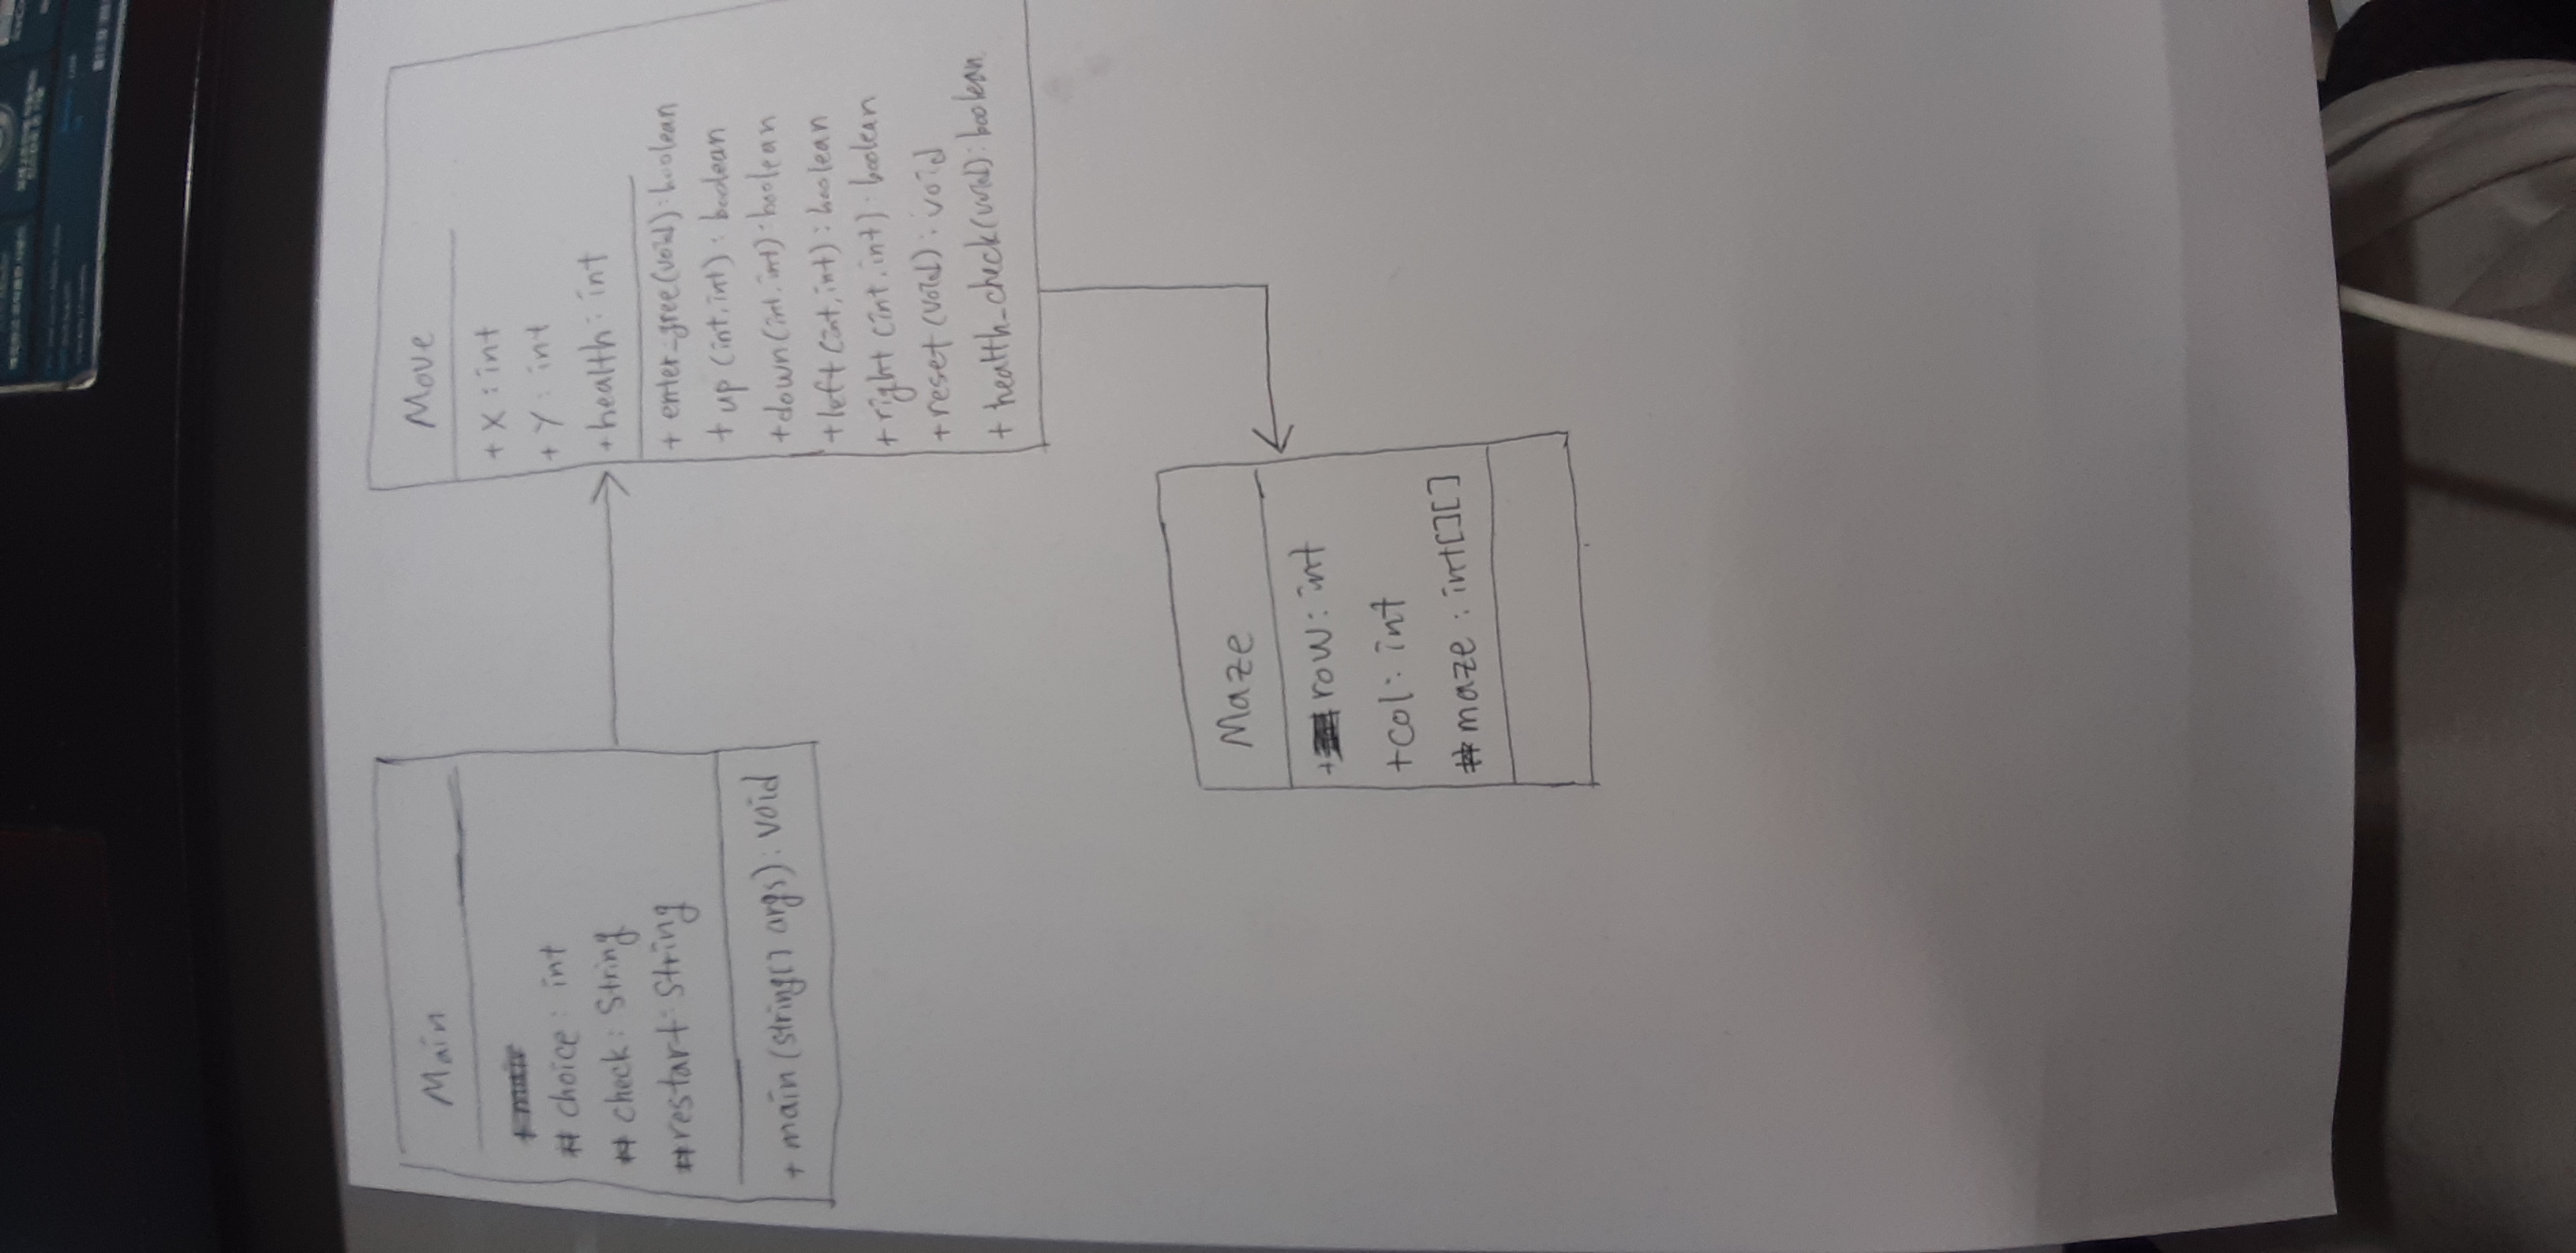 Main
# choice : int
# check : String
# restart : String
+ main (string[] args) : void
Move
+ X : int
+ Y : int
+ health : int
+ enter_gree(void) : boolean
+ up (int, int) : boolean
+ down (int, int) : boolean
+ left (int, int) : boolean
+ right (int, int) : boolean
+ reset (void) : void
+ health_check(void) : boolean
Maze
+ row : int
+ col : int
# maze : int[][]